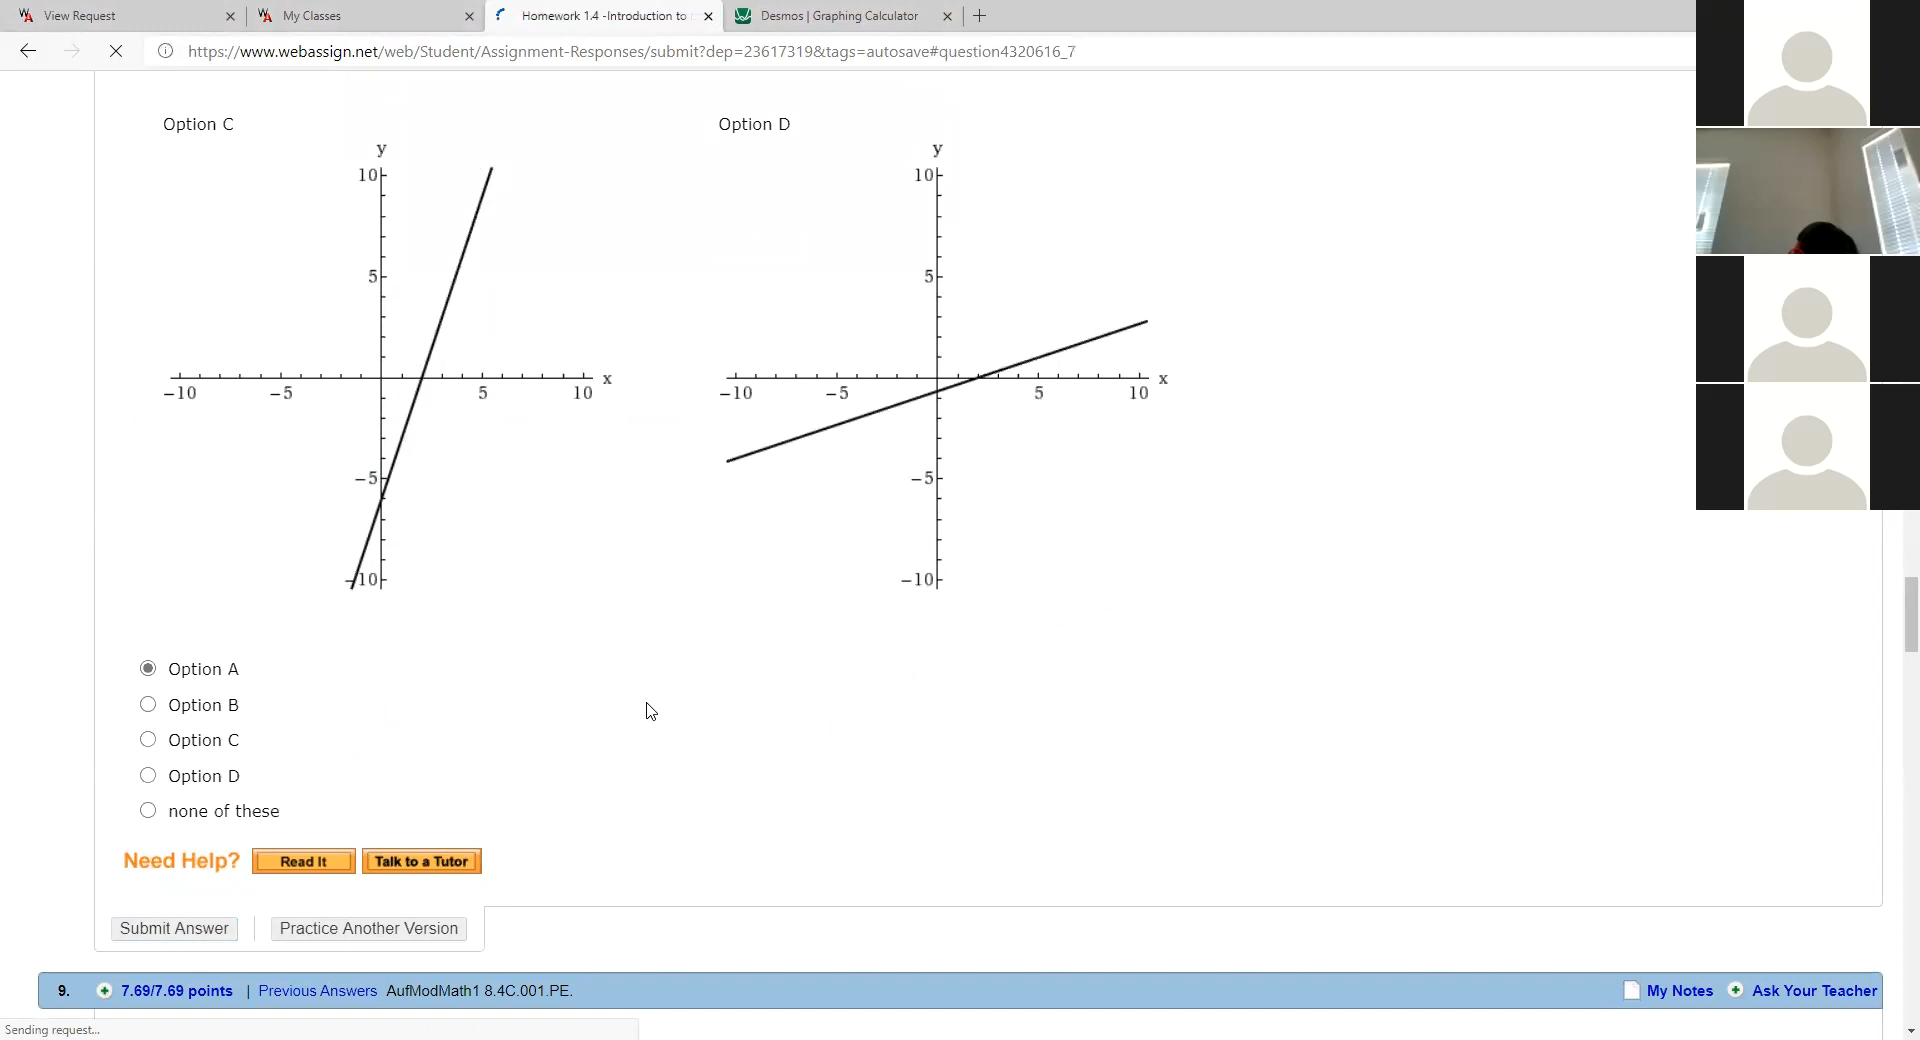 View Request
My Classes
Homework 1.4 -Introduction to
Desmos | Graphing Calculator
https://www.webassign.net/web/Student/Assignment-Responses/submit?dep=23617319&tags=autosave#question4320616_7
Option C
Option D
y
10
5
−10
−5
5
10
x
−5
−10
y
10
5
−10
−5
5
10
x
−5
−10
Option A
Option B
Option C
Option D
none of these
Need Help? Read It Talk to a Tutor
Submit Answer | Practice Another Version
9. 7.69/7.69 points | Previous Answers AufModMath1 8.4C.001.PE. My Notes Ask Your Teacher
Sending request...